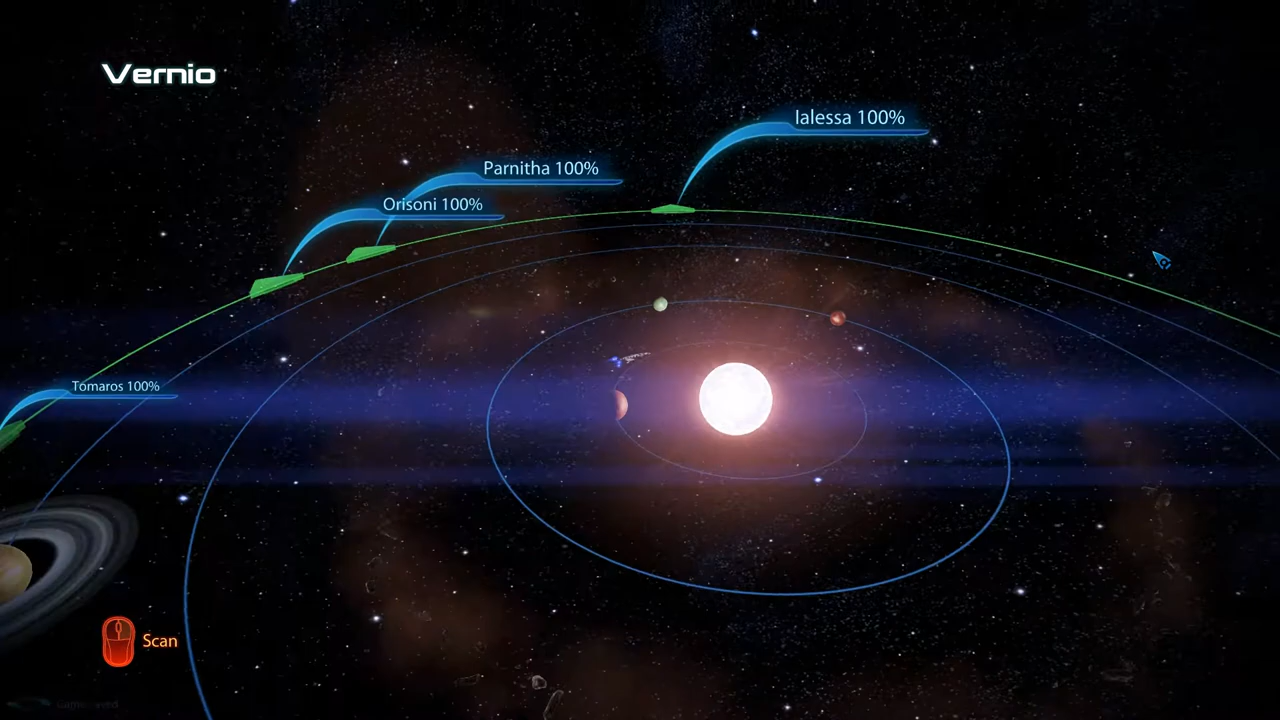 Vernio
Ialessa 100%
Parnitha 100%
Orisoni 100%
Tomaros 100%
Scan